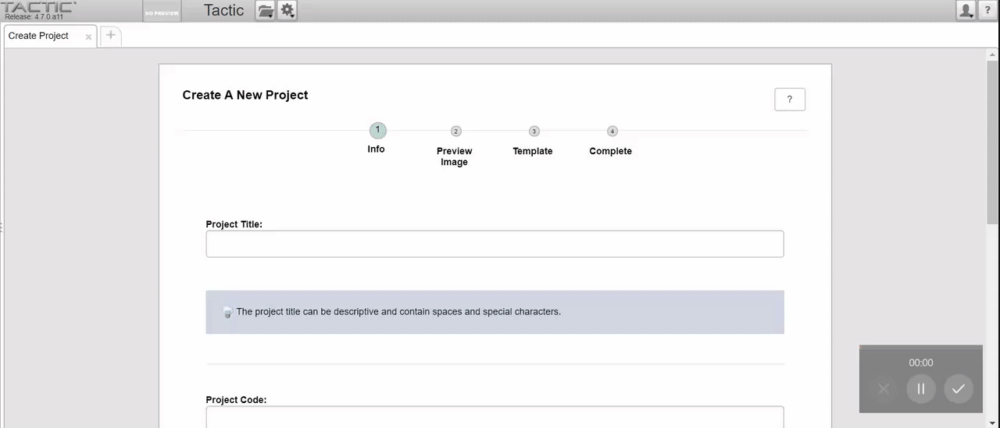 TACTIC
Release: 4.7.0.a11
NO PREVIEW
Tactic
?
Create Project ×
+
Create A New Project
?
1
2
3
4
Info
Preview
Image
Template
Complete
Project Title:
The project title can be descriptive and contain spaces and special characters.
Project Code:
00:00